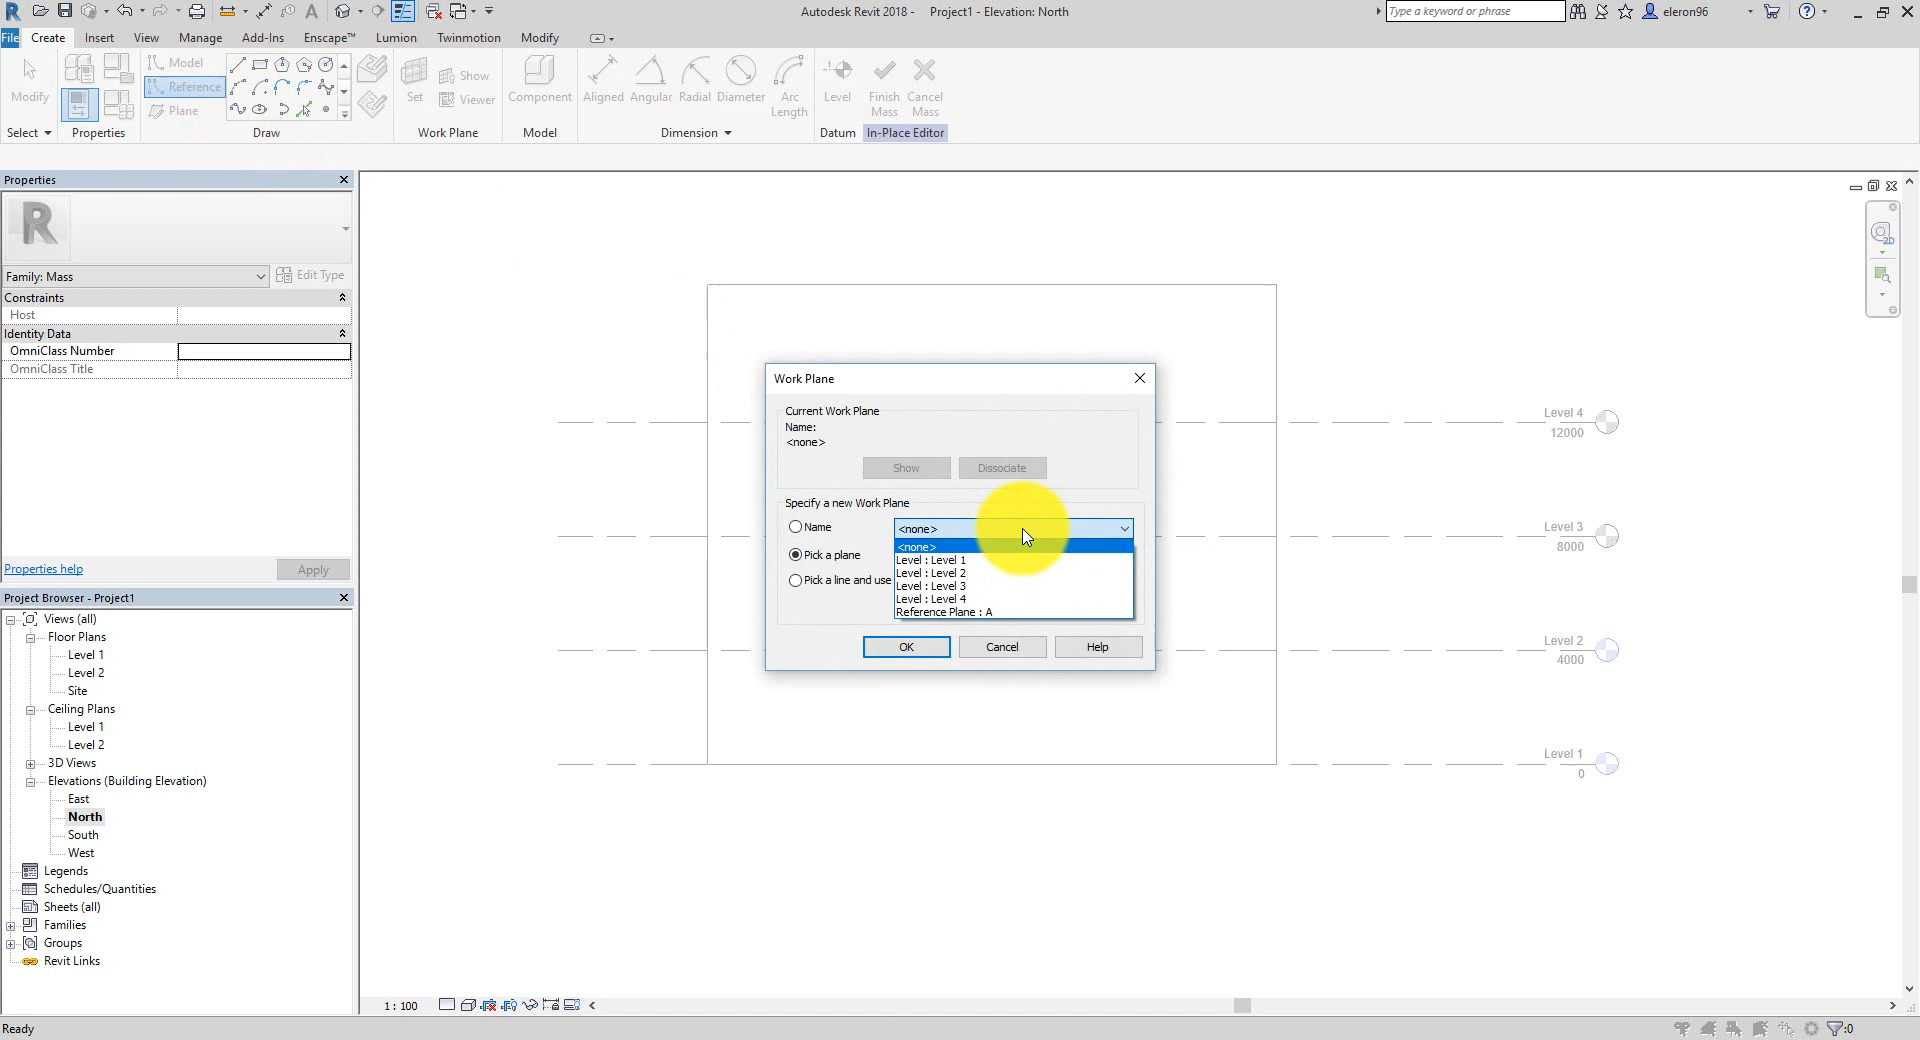 Autodesk Revit 2018 - Project1 - Elevation: North
Type a keyword or phrase
eleron96
File Create Insert View Manage Add-Ins Enscape™ Lumion Twinmotion Modify
Modify
Select
Properties
Model
Reference
Plane
Draw
Set
Show
Viewer
Work Plane
Component
Model
Aligned Angular Radial Diameter Arc Length
Dimension
Level
Datum
Finish Mass
Cancel Mass
In-Place Editor
Properties
R
Family: Mass
Edit Type
Constraints
Host
Identity Data
OmniClass Number
OmniClass Title
Properties help
Apply
Project Browser - Project1
Views (all)
Floor Plans
Level 1
Level 2
Site
Ceiling Plans
Level 1
Level 2
3D Views
Elevations (Building Elevation)
East
North
South
West
Legends
Schedules/Quantities
Sheets (all)
Families
Groups
Revit Links
Work Plane
Current Work Plane
Name:
<none>
Show Dissociate
Specify a new Work Plane
Name
<none>
<none>
Level : Level 1
Level : Level 2
Level : Level 3
Level : Level 4
Reference Plane : A
Pick a plane
Pick a line and use
OK Cancel Help
Level 4
12000
Level 3
8000
Level 2
4000
Level 1
0
2D
1 : 100
Ready
:0